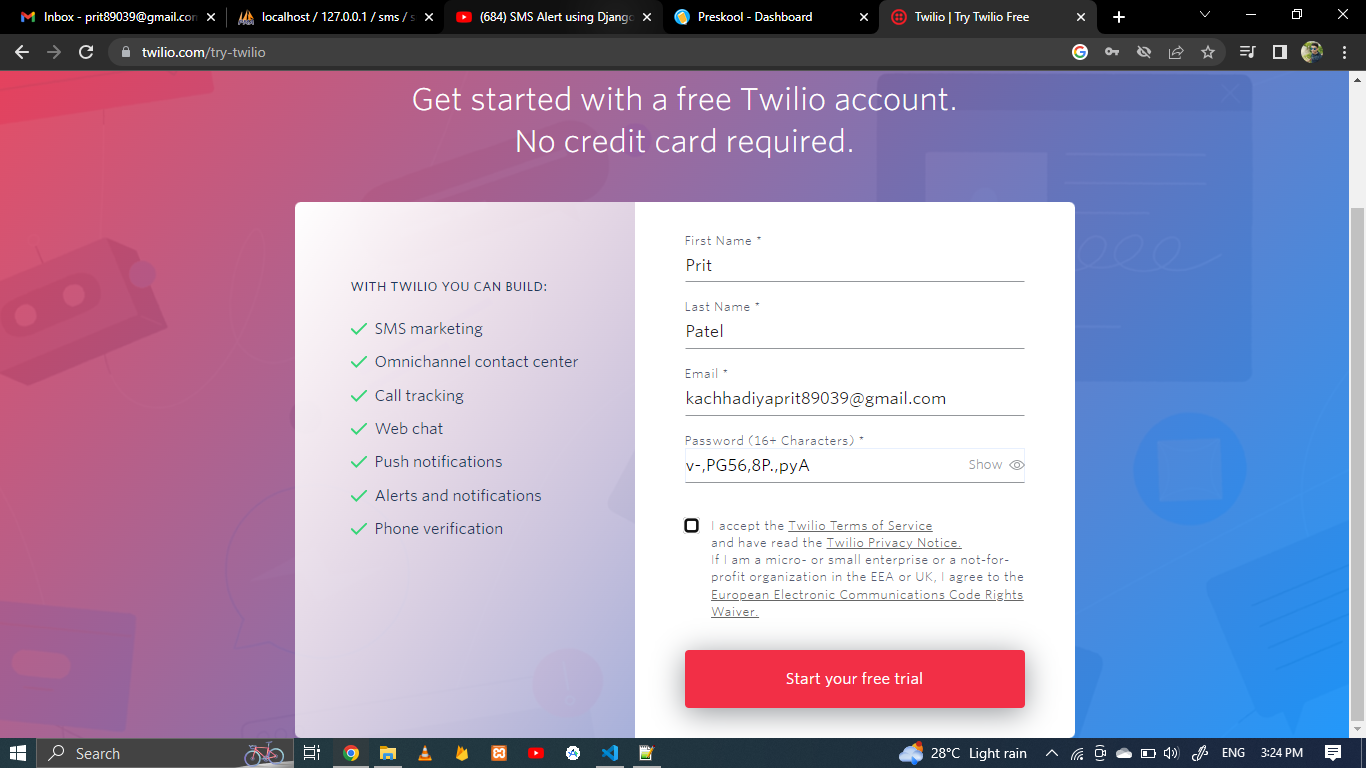 Inbox - prit89039@gmail.con
localhost / 127.0.0.1 / sms / s
(684) SMS Alert using Django
Preskool - Dashboard
Twilio | Try Twilio Free
twilio.com/try-twilio
Get started with a free Twilio account.
No credit card required.
WITH TWILIO YOU CAN BUILD:
SMS marketing
Omnichannel contact center
Call tracking
Web chat
Push notifications
Alerts and notifications
Phone verification
First Name *
Prit
Last Name *
Patel
Email *
kachhadiyaprit89039@gmail.com
Password (16+ Characters) *
v-,PG56,8P.,pyA
Show
I accept the Twilio Terms of Service
and have read the Twilio Privacy Notice.
If I am a micro- or small enterprise or a not-for-
profit organization in the EEA or UK, I agree to the
European Electronic Communications Code Rights
Waiver.
Start your free trial
Search
28°C Light rain
ENG
3:24 PM